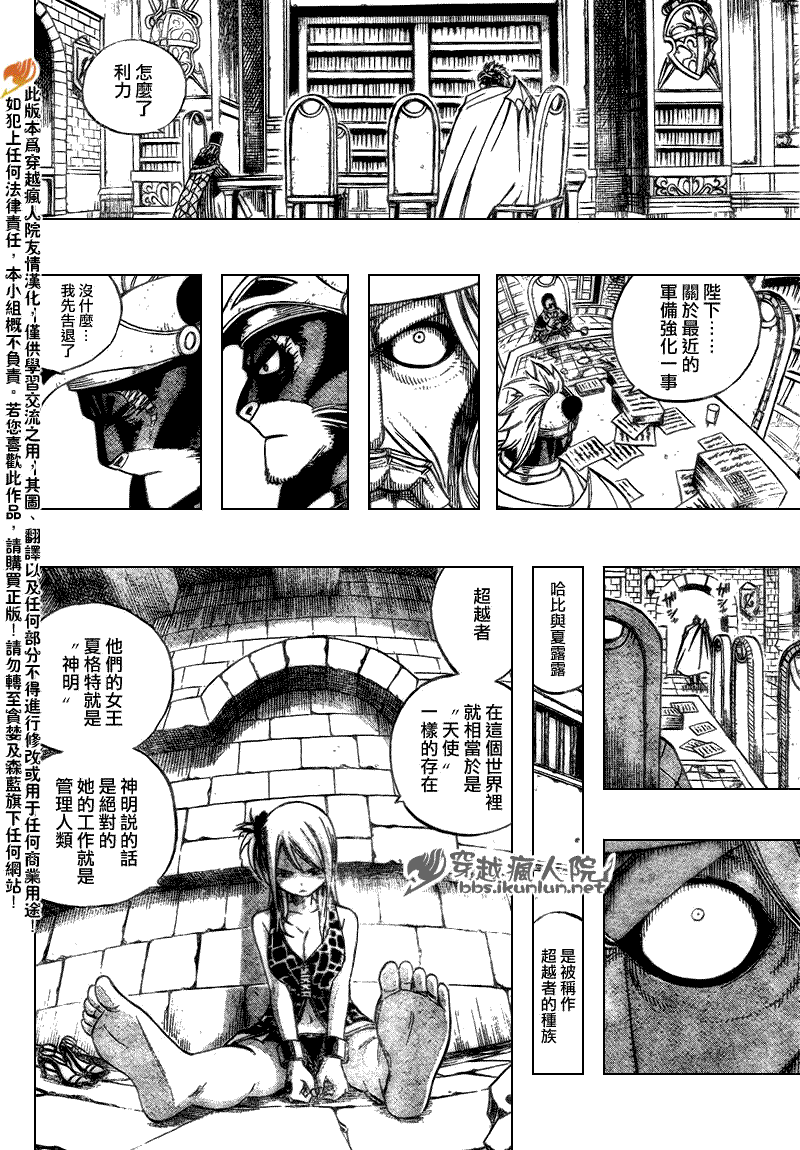 怎麼了
利力
陛下……
關於最近的
軍備強化一事
沒什麼…
我先告退了
哈比與夏露露
是被稱作
超越者的種族
超越者
在這個世界裡
就相當於是
〝天使〞
一樣的存在
他們的女王
夏格特就是
〝神明〞
神明說的話
是絕對的
她的工作就是
管理人類
穿越瘋人院
bbs.ikunlun.net
此版本爲穿越瘋人院友情漢化，僅供學習交流之用，其圖、翻譯以及任何部分不得進行修改或用于任何商業用途！
如犯上任何法律責任，本小組概不負責。若您喜歡此作品，請購買正版！請勿轉至貪婪及森藍旗下任何網站！